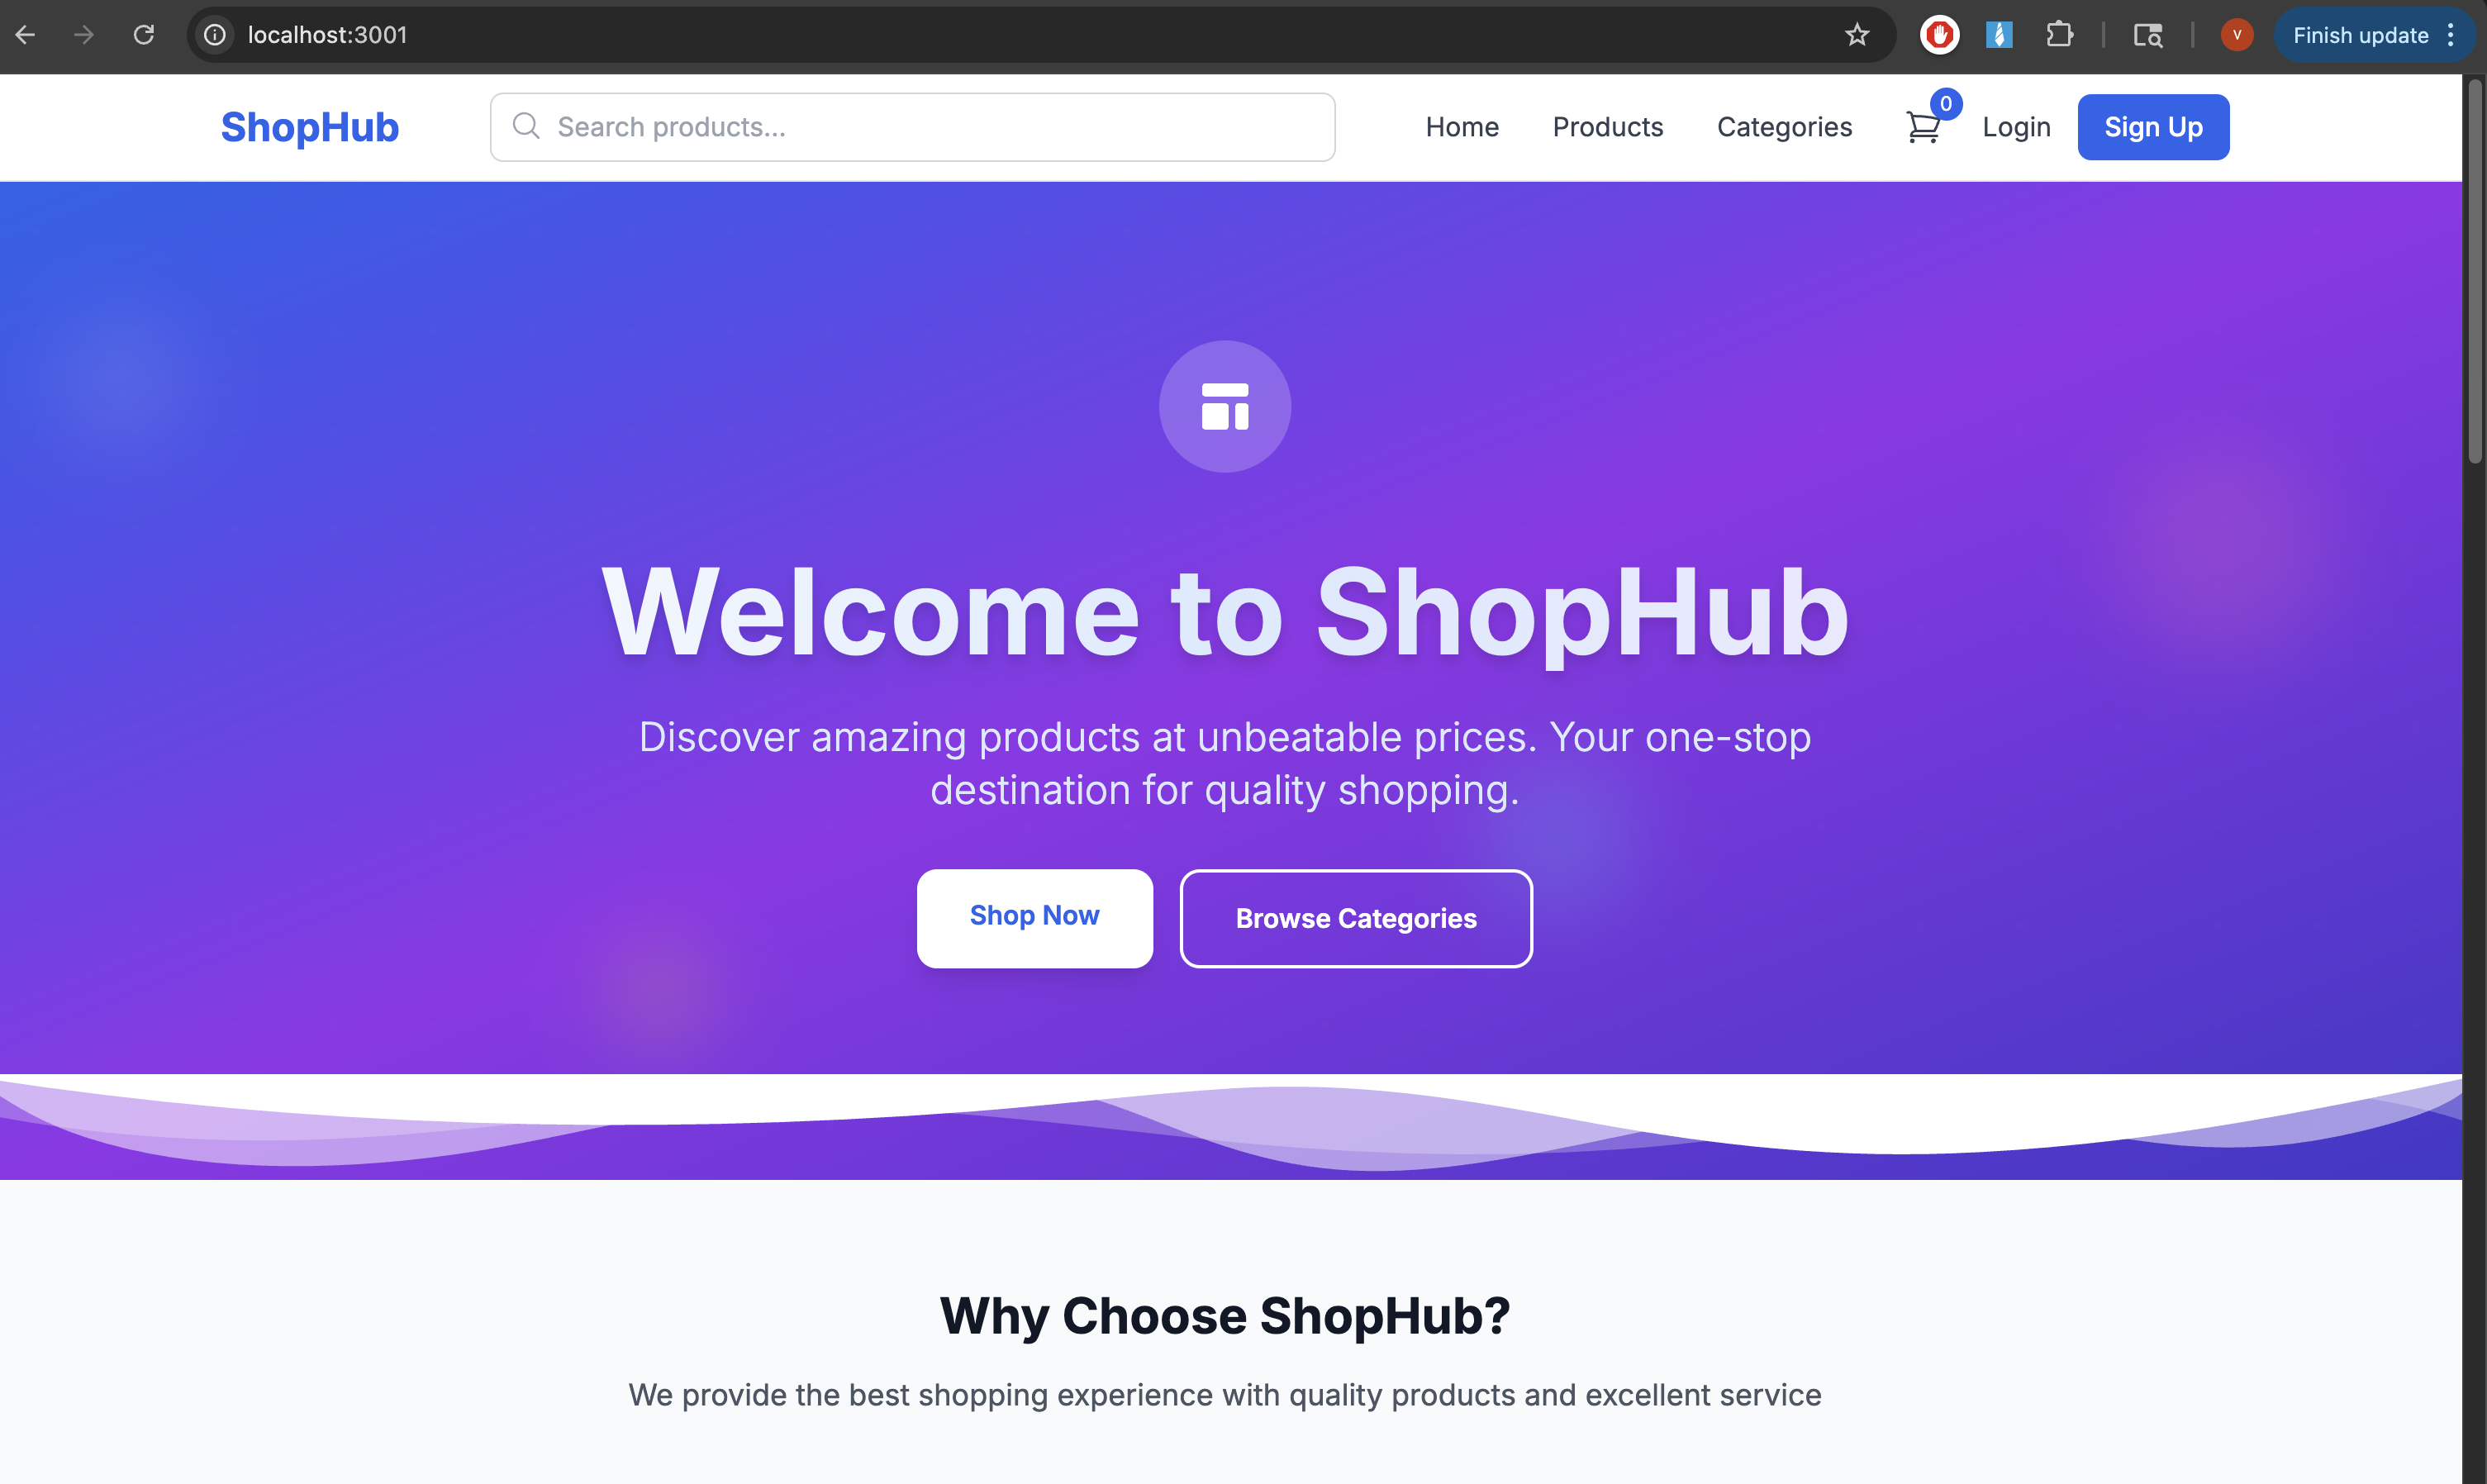 localhost:3001
V
Finish update
ShopHub
Search products...
Home
Products
Categories
0
Login
Sign Up
Welcome to ShopHub
Discover amazing products at unbeatable prices. Your one-stop
destination for quality shopping.
Shop Now
Browse Categories
Why Choose ShopHub?
We provide the best shopping experience with quality products and excellent service